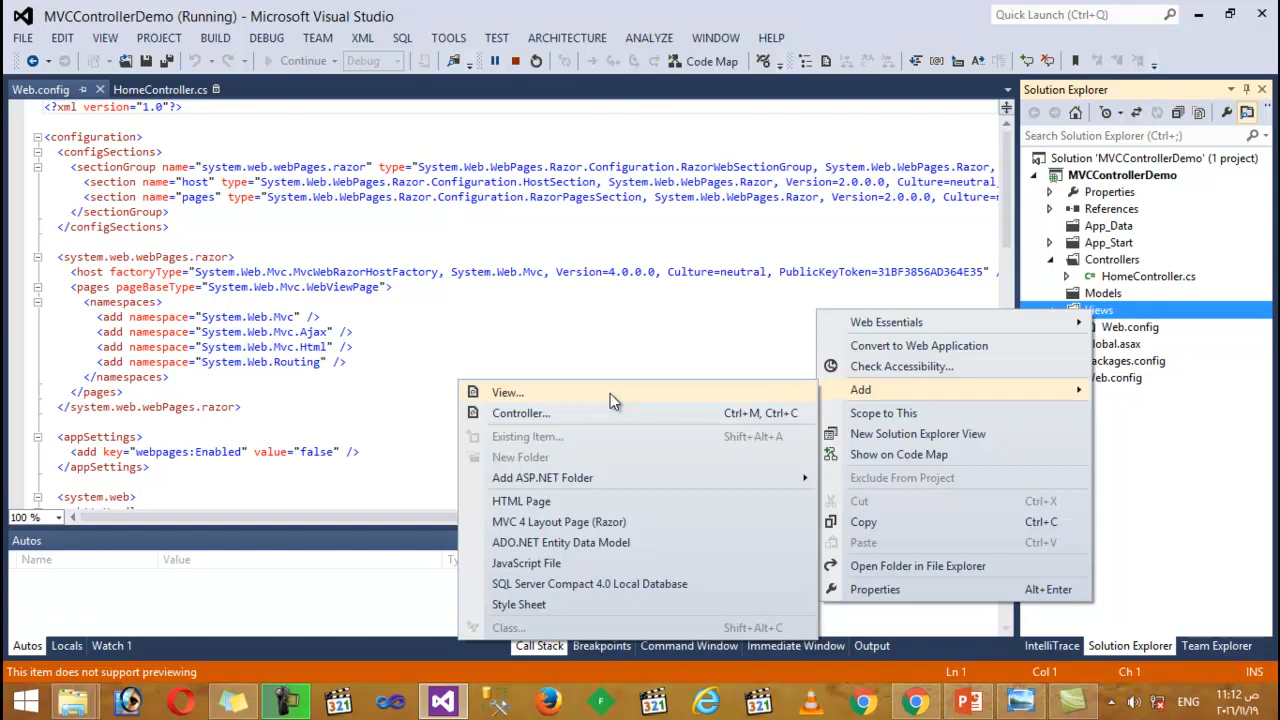 MVCControllerDemo (Running) - Microsoft Visual Studio
Quick Launch (Ctrl+Q)
FILE EDIT VIEW PROJECT BUILD DEBUG TEAM XML SQL TOOLS TEST ARCHITECTURE ANALYZE WINDOW HELP
Continue Debug Code Map
Web.config HomeController.cs
<?xml version="1.0"?>
<configuration>
<configSections>
<sectionGroup name="system.web.webPages.razor" type="System.Web.WebPages.Razor.Configuration.RazorWebSectionGroup, System.Web.WebPages.Razor,
<section name="host" type="System.Web.WebPages.Razor.Configuration.HostSection, System.Web.WebPages.Razor, Version=2.0.0.0, Culture=neutral,
<section name="pages" type="System.Web.WebPages.Razor.Configuration.RazorPagesSection, System.Web.WebPages.Razor, Version=2.0.0.0, Culture=n
</sectionGroup>
</configSections>
<system.web.webPages.razor>
<host factoryType="System.Web.Mvc.MvcWebRazorHostFactory, System.Web.Mvc, Version=4.0.0.0, Culture=neutral, PublicKeyToken=31BF3856AD364E35" /
<pages pageBaseType="System.Web.Mvc.WebViewPage">
<namespaces>
<add namespace="System.Web.Mvc" />
<add namespace="System.Web.Mvc.Ajax" />
<add namespace="System.Web.Mvc.Html" />
<add namespace="System.Web.Routing" />
</namespaces>
</pages>
</system.web.webPages.razor>
<appSettings>
<add key="webpages:Enabled" value="false" />
</appSettings>
<system.web>
100 %
Autos
Name Value Ty
Autos Locals Watch 1
Call Stack Breakpoints Command Window Immediate Window Output
View...
Controller... Ctrl+M, Ctrl+C
Existing Item... Shift+Alt+A
New Folder
Add ASP.NET Folder
HTML Page
MVC 4 Layout Page (Razor)
ADO.NET Entity Data Model
JavaScript File
SQL Server Compact 4.0 Local Database
Style Sheet
Class... Shift+Alt+C
Web Essentials
Convert to Web Application
Check Accessibility...
Add
Scope to This
New Solution Explorer View
Show on Code Map
Exclude From Project
Cut Ctrl+X
Copy Ctrl+C
Paste Ctrl+V
Open Folder in File Explorer
Properties Alt+Enter
Solution Explorer
Search Solution Explorer (Ctrl+;)
Solution 'MVCControllerDemo' (1 project)
MVCControllerDemo
Properties
References
App_Data
App_Start
Controllers
HomeController.cs
Models
Views
Web.config
lobal.asax
ackages.config
eb.config
IntelliTrace Solution Explorer Team Explorer
This item does not support previewing Ln 1 Col 1 Ch 1 INS
321 321 321
ENG
11:12 ص
٢٠١٦/١١/١٩